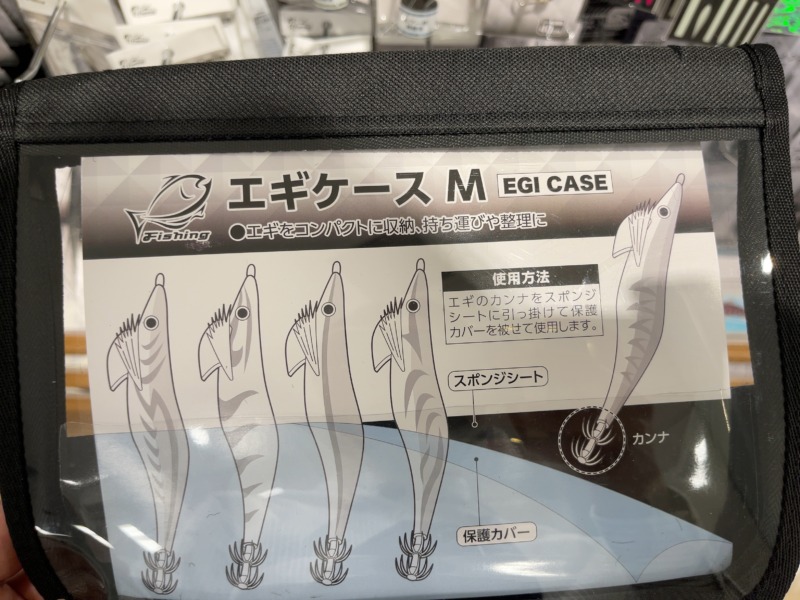 エギケース M EGI CASE
Fishing
●エギをコンパクトに収納、持ち運びや整理に
使用方法
エギのカンナをスポンジ
シートに引っ掛けて保護
カバーを被せて使用します。
スポンジシート
カンナ
保護カバー